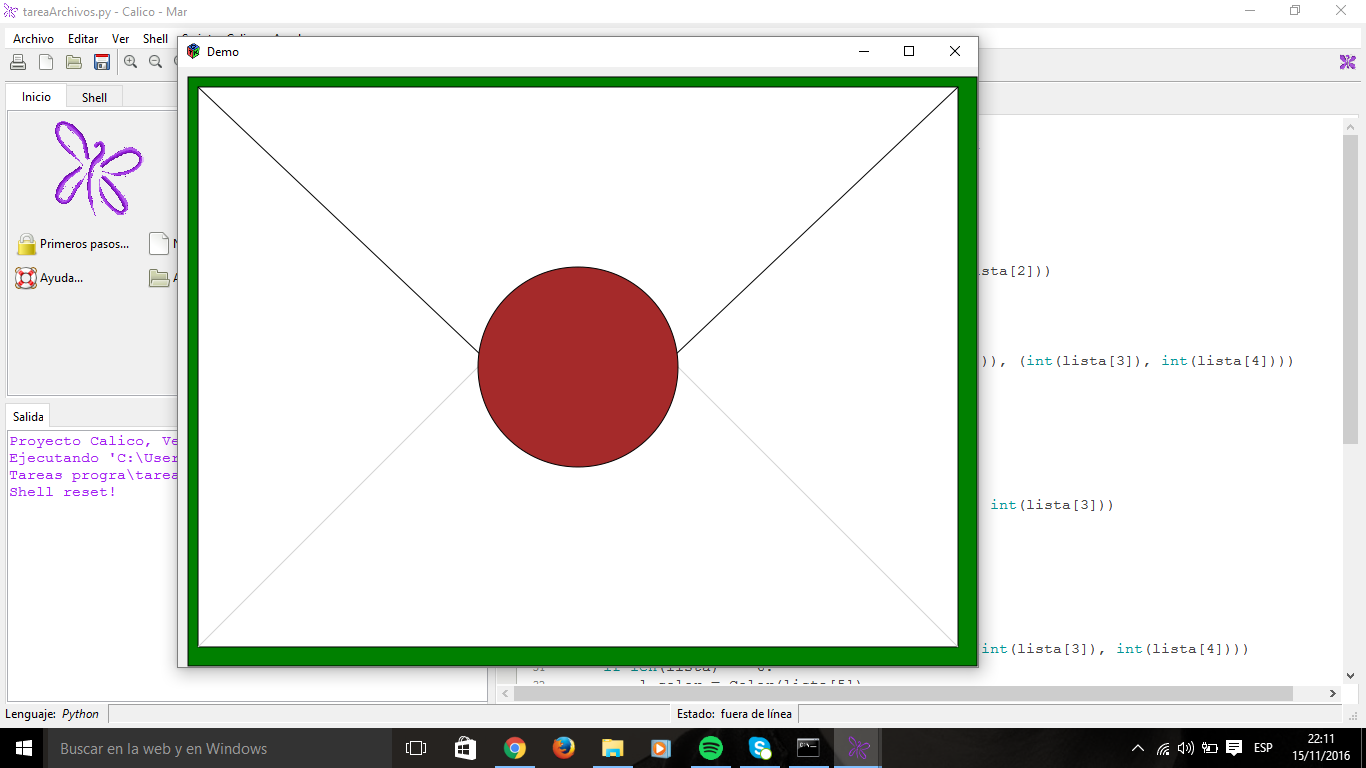 tareaArchivos.py - Calico - Mar
Archivo Editar Ver Shell
Demo
Inicio Shell
Primeros pasos...
Ayuda...
ista[2]))
)), (int(lista[3]), int(lista[4])))
int(lista[3]))
int(lista[3]), int(lista[4])))
Salida
Proyecto Calico, Ve
Ejecutando 'C:\User
Tareas progra\tarea
Shell reset!
Lenguaje: Python
Estado: fuera de línea
Buscar en la web y en Windows
ESP
22:11
15/11/2016